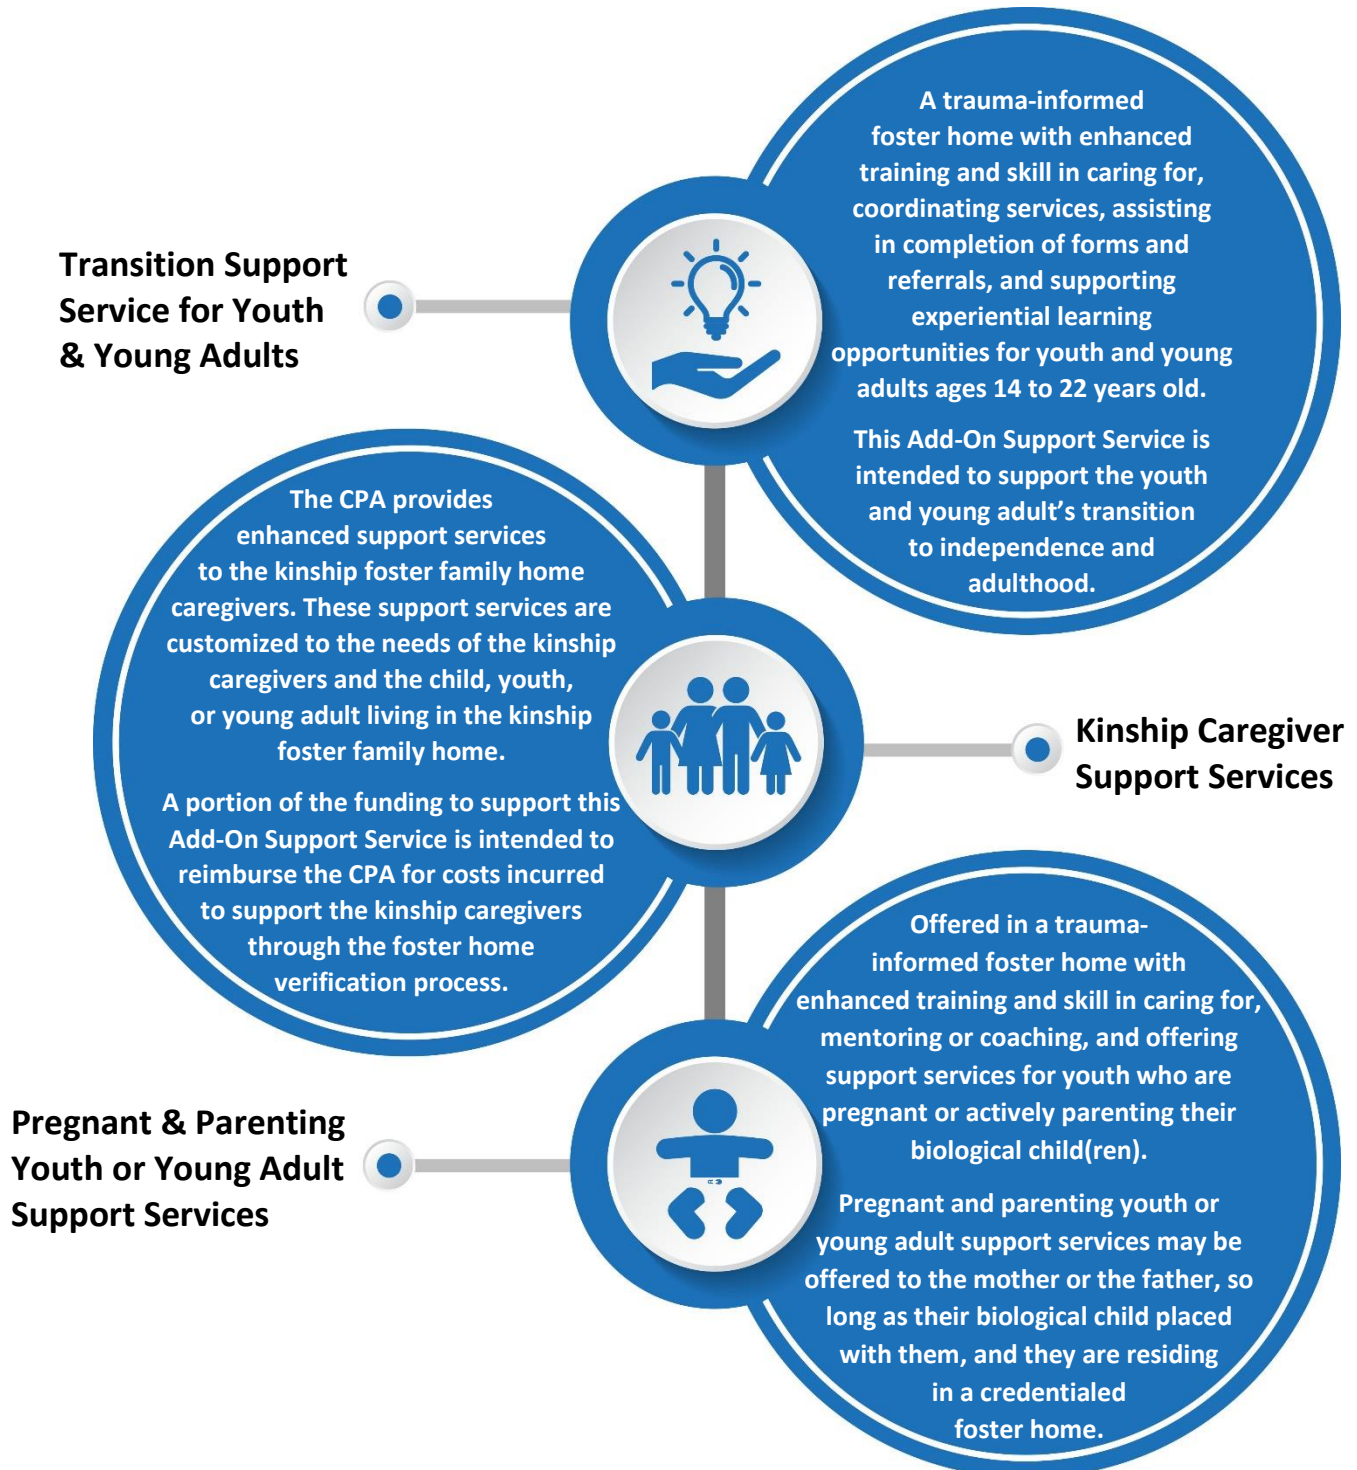 Transition Support
Service for Youth
& Young Adults
A trauma-informed
foster home with enhanced
training and skill in caring for,
coordinating services, assisting
in completion of forms and
referrals, and supporting
experiential learning
opportunities for youth and young
adults ages 14 to 22 years old.
This Add-On Support Service is
intended to support the youth
and young adult’s transition
to independence and
adulthood.
The CPA provides
enhanced support services
to the kinship foster family home
caregivers. These support services are
customized to the needs of the kinship
caregivers and the child, youth,
or young adult living in the kinship
foster family home.
A portion of the funding to support this
Add-On Support Service is intended to
reimburse the CPA for costs incurred
to support the kinship caregivers
through the foster home
verification process.
Kinship Caregiver
Support Services
Pregnant & Parenting
Youth or Young Adult
Support Services
Offered in a trauma-
informed foster home with
enhanced training and skill in caring for,
mentoring or coaching, and offering
support services for youth who are
pregnant or actively parenting their
biological child(ren).
Pregnant and parenting youth or
young adult support services may be
offered to the mother or the father, so
long as their biological child placed
with them, and they are residing
in a credentialed
foster home.